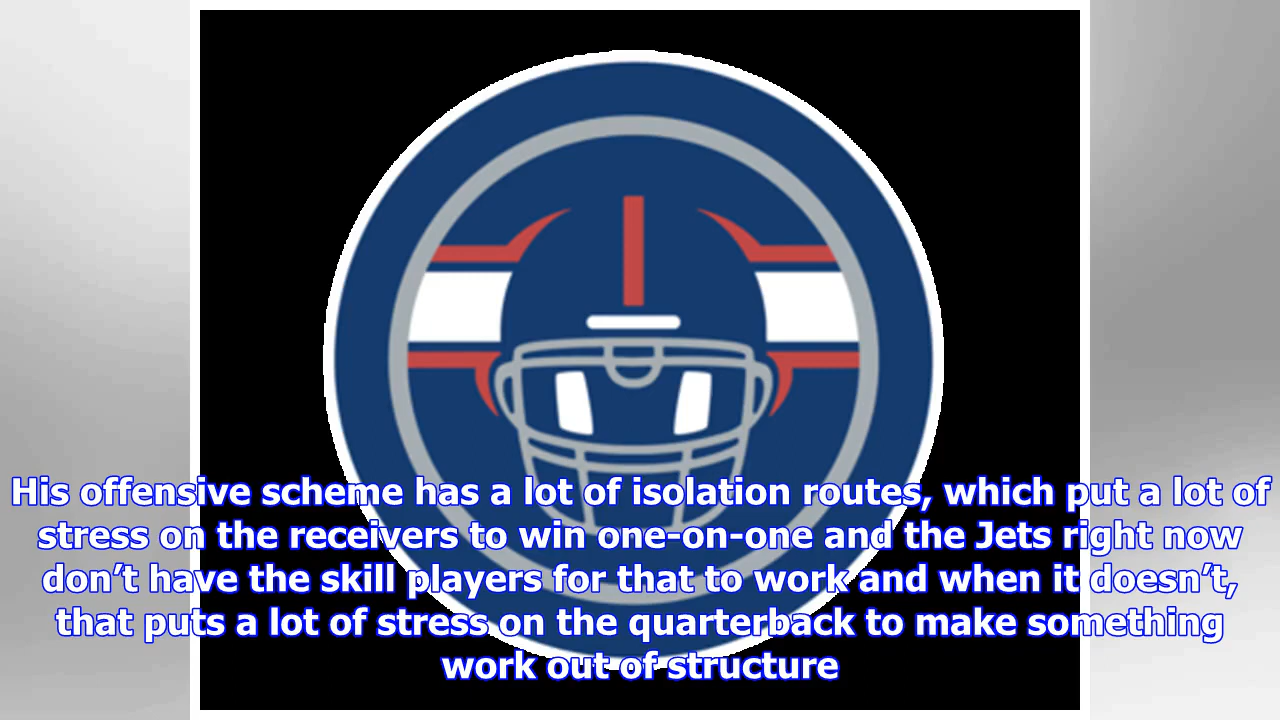 His offensive scheme has a lot of isolation routes, which put a lot of
stress on the receivers to win one-on-one and the Jets right now
don’t have the skill players for that to work and when it doesn’t,
that puts a lot of stress on the quarterback to make something
work out of structure